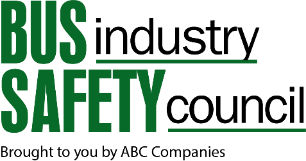 BUS industry
SAFETY council
Brought to you by ABC Companies